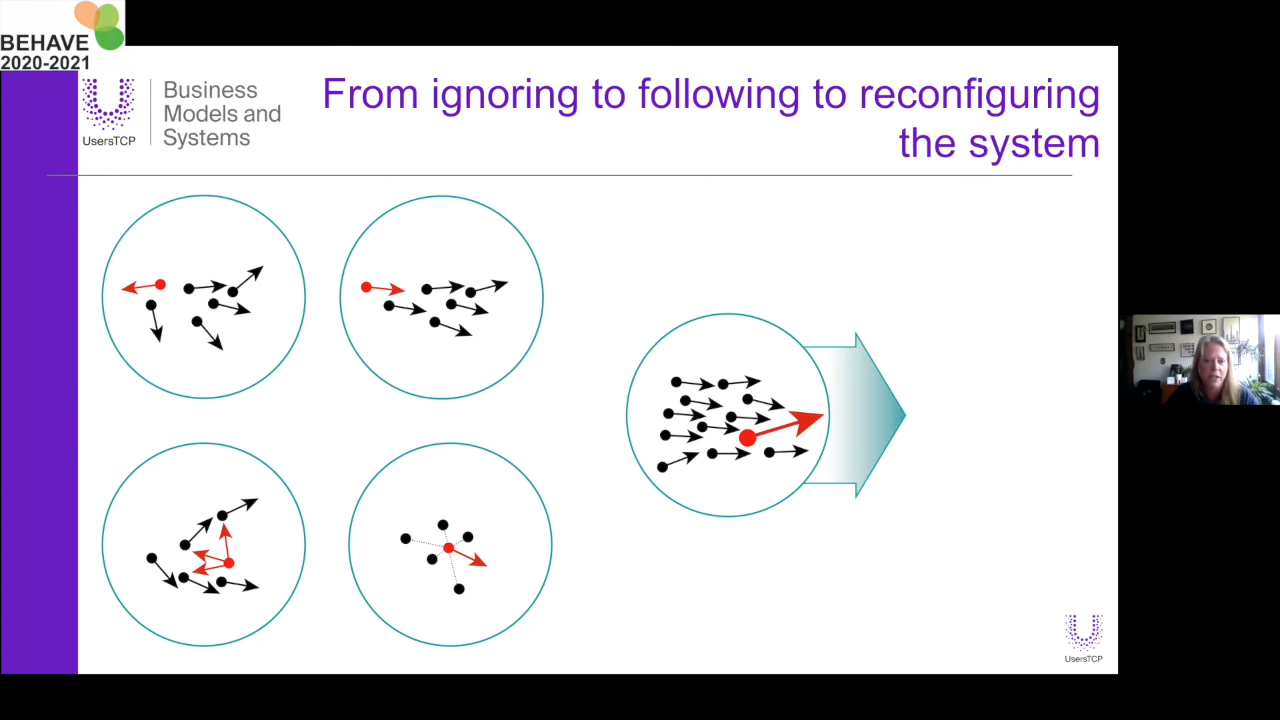 BEHAVE
2020-2021
UsersTCP
Business
Models and
Systems
From ignoring to following to reconfiguring
the system
UsersTCP